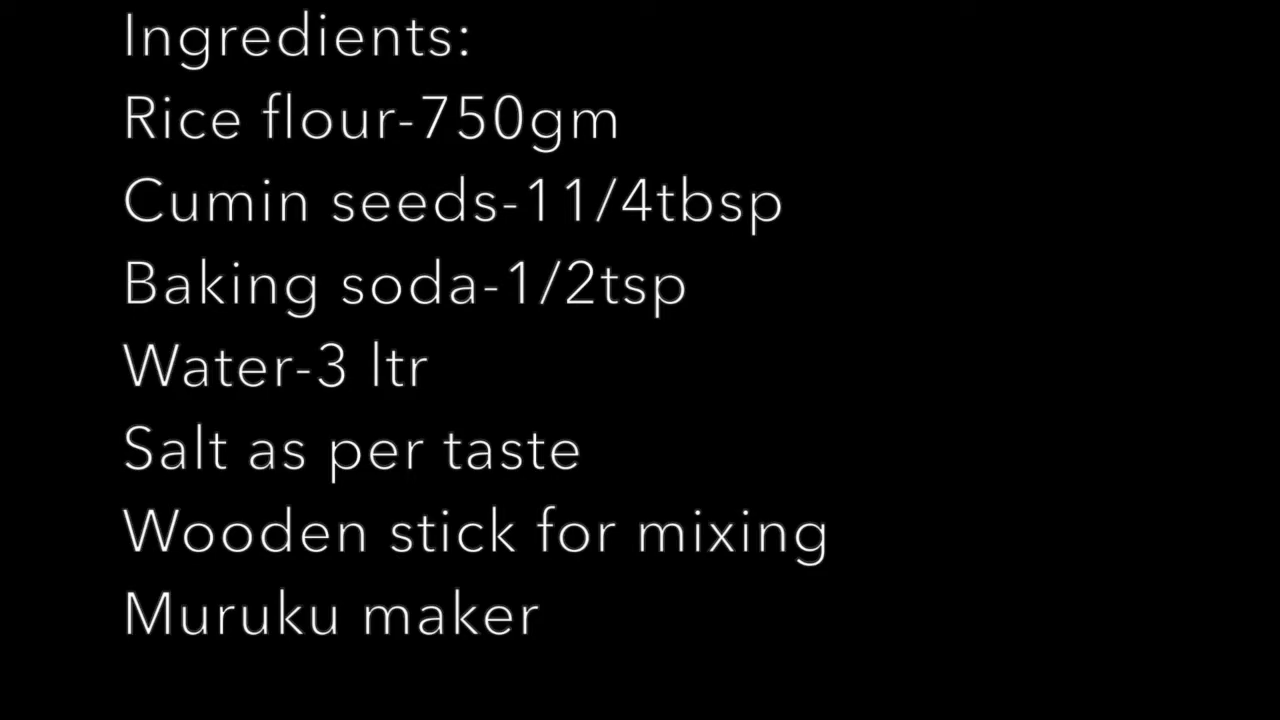 Ingredients:
Rice flour-750gm
Cumin seeds-11/4tbsp
Baking soda-1/2tsp
Water-3 ltr
Salt as per taste
Wooden stick for mixing
Muruku maker